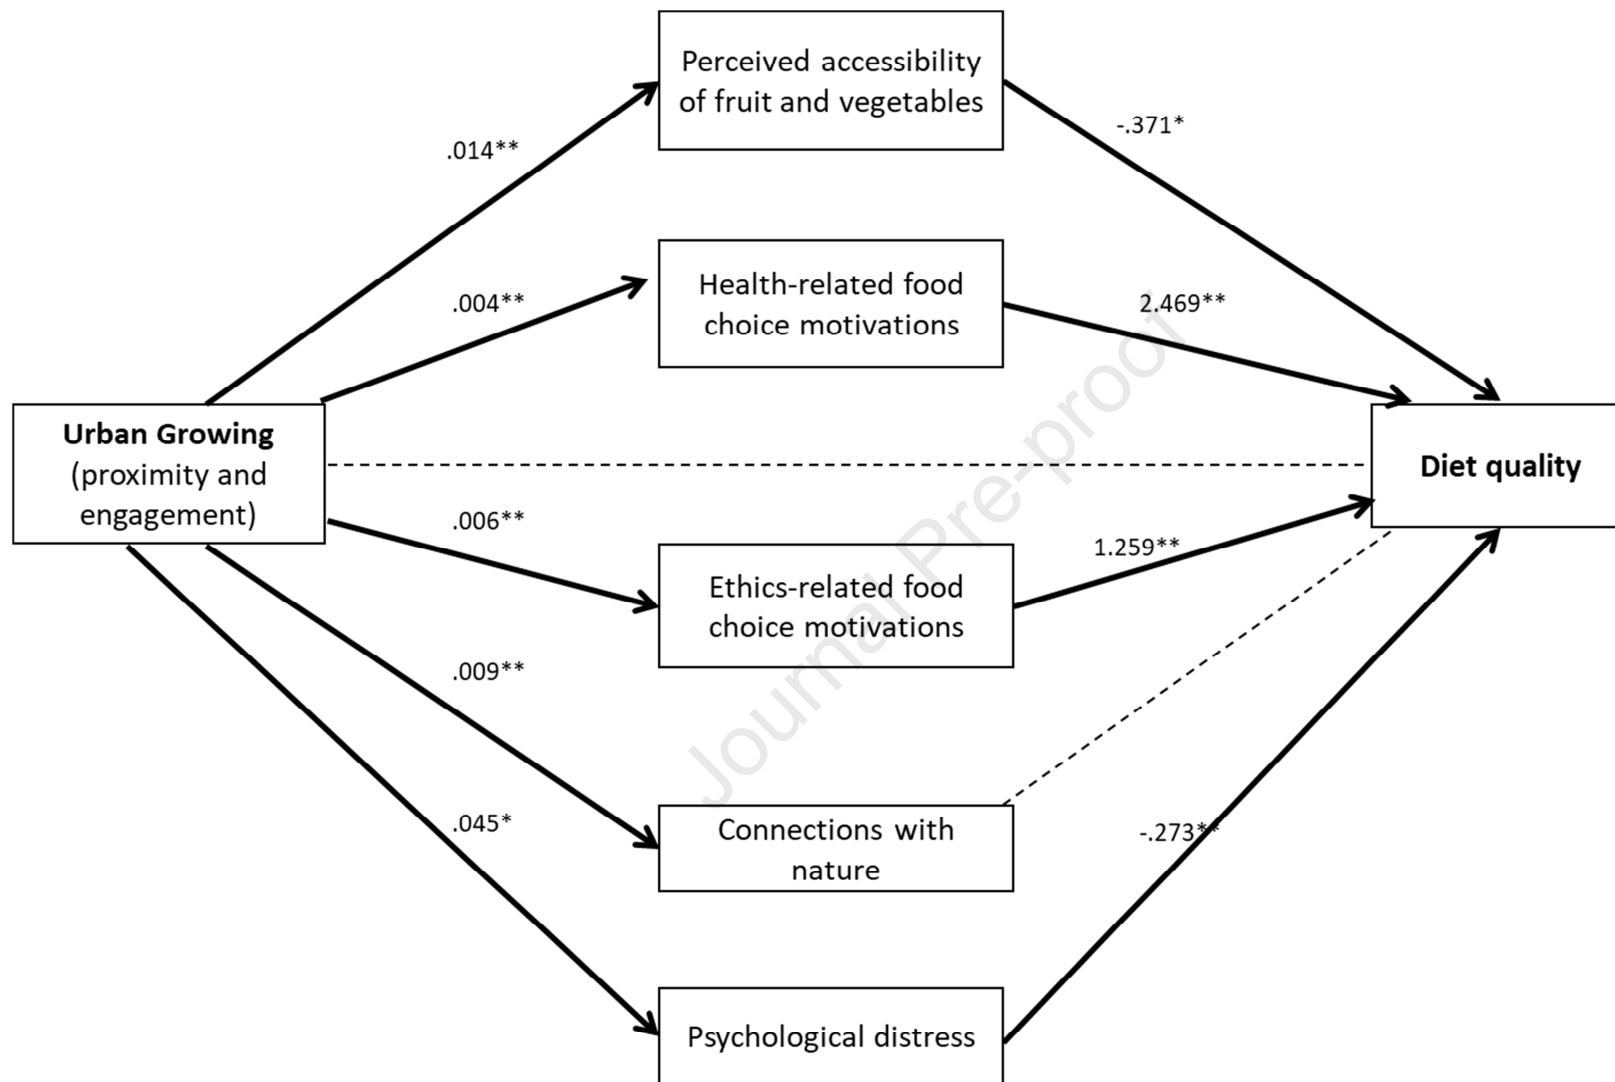 Perceived accessibility
of fruit and vegetables
-.371*
.014**
Health-related food
choice motivations
2.469**
.004**
Urban Growing
(proximity and
engagement)
Diet quality
.006**
Ethics-related food
choice motivations
1.259**
.009**
Connections with
nature
.045*
-.273**
Psychological distress
Journal Pre-proof